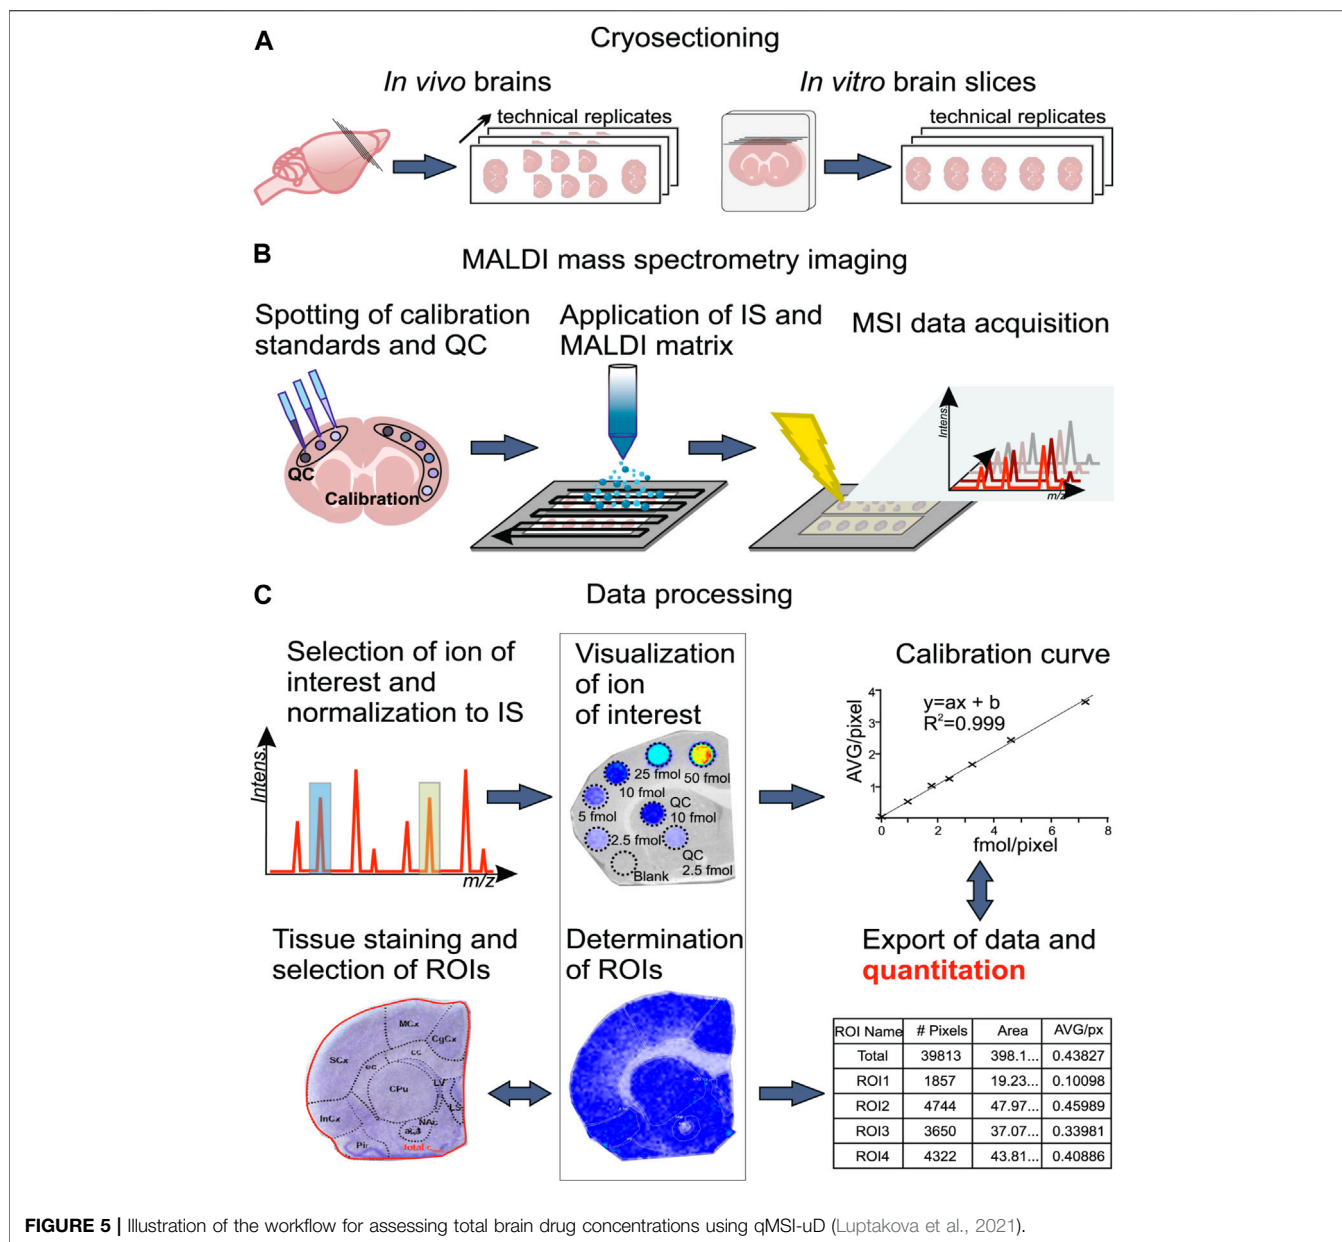 A
Cryosectioning
In vivo brains
In vitro brain slices
technical replicates
technical replicates
B
MALDI mass spectrometry imaging
Spotting of calibration
standards and QC
Application of IS and
MALDI matrix
MSI data acquisition
QC
Calibration
Intens.
m/z
C
Data processing
Selection of ion of
interest and
normalization to IS
Intens.
m/z
Visualization
of ion
of interest
25 fmol
50 fmol
10 fmol
5 fmol
QC
10 fmol
2.5 fmol
QC
2.5 fmol
Blank
Calibration curve
y=ax + b
R²=0.999
AVG/pixel
4
3
2
1
0 2 4 6 8
fmol/pixel
Tissue staining and
selection of ROIs
MCx
CgCx
SCx
cc
ec
LV
CPu
LS
InCx
NAc
Pir
Determination
of ROIs
Export of data and
quantitation
ROI Name # Pixels Area AVG/px
Total 39813 398.1... 0.43827
ROI1 1857 19.23... 0.10098
ROI2 4744 47.97... 0.45989
ROI3 3650 37.07... 0.33981
ROI4 4322 43.81... 0.40886
FIGURE 5 | Illustration of the workflow for assessing total brain drug concentrations using qMSI-uD (Luptakova et al., 2021).